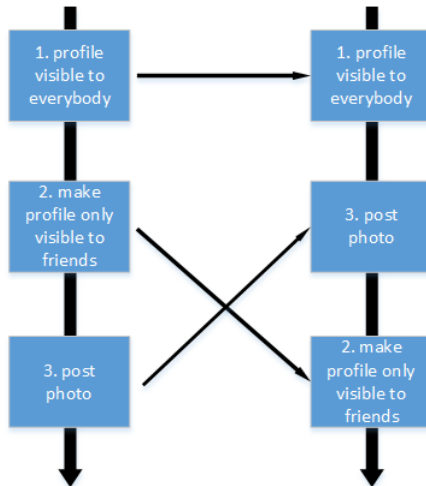 1. profile
visible to
everybody
1. profile
visible to
everybody
2. make
profile only
visible to
friends
3. post
photo
3. post
photo
2. make
profile only
visible to
friends